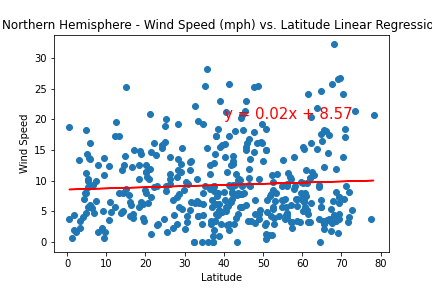 Northern Hemisphere - Wind Speed (mph) vs. Latitude Linear Regressio
30
25
20
15
10
5
0
Wind Speed
y = 0.02x + 8.57
0 10 20 30 40 50 60 70 80
Latitude